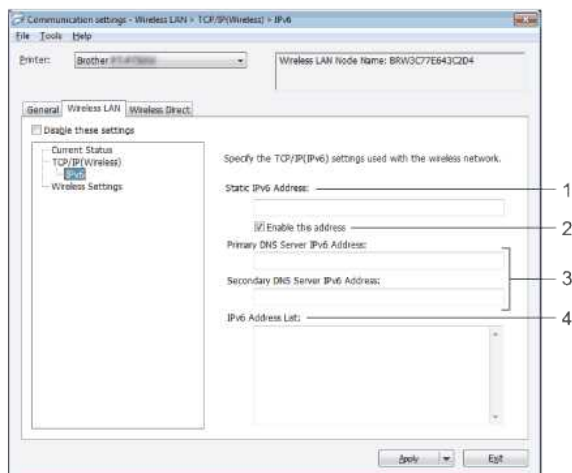 Communication settings - Wireless LAN > TCP/IP(Wireless) > IPv6
File Tools Help
Printer: Brother
Wireless LAN Node Name: BRW3C77E643C2D4
General Wireless LAN Wireless Direct
Disable these settings
Current Status
TCP/IP(Wireless)
IPv6
Wireless Settings
Specify the TCP/IP(IPv6) settings used with the wireless network.
Static IPv6 Address: 1
Enable this address 2
Primary DNS Server IPv6 Address:
3
Secondary DNS Server IPv6 Address:
IPv6 Address List: 4
Apply Exit